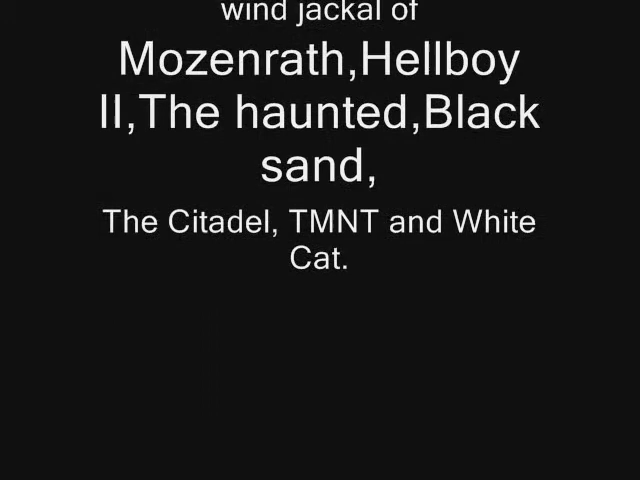 wind jackal of
Mozenrath,Hellboy
II,The haunted,Black
sand,
The Citadel, TMNT and White
Cat.